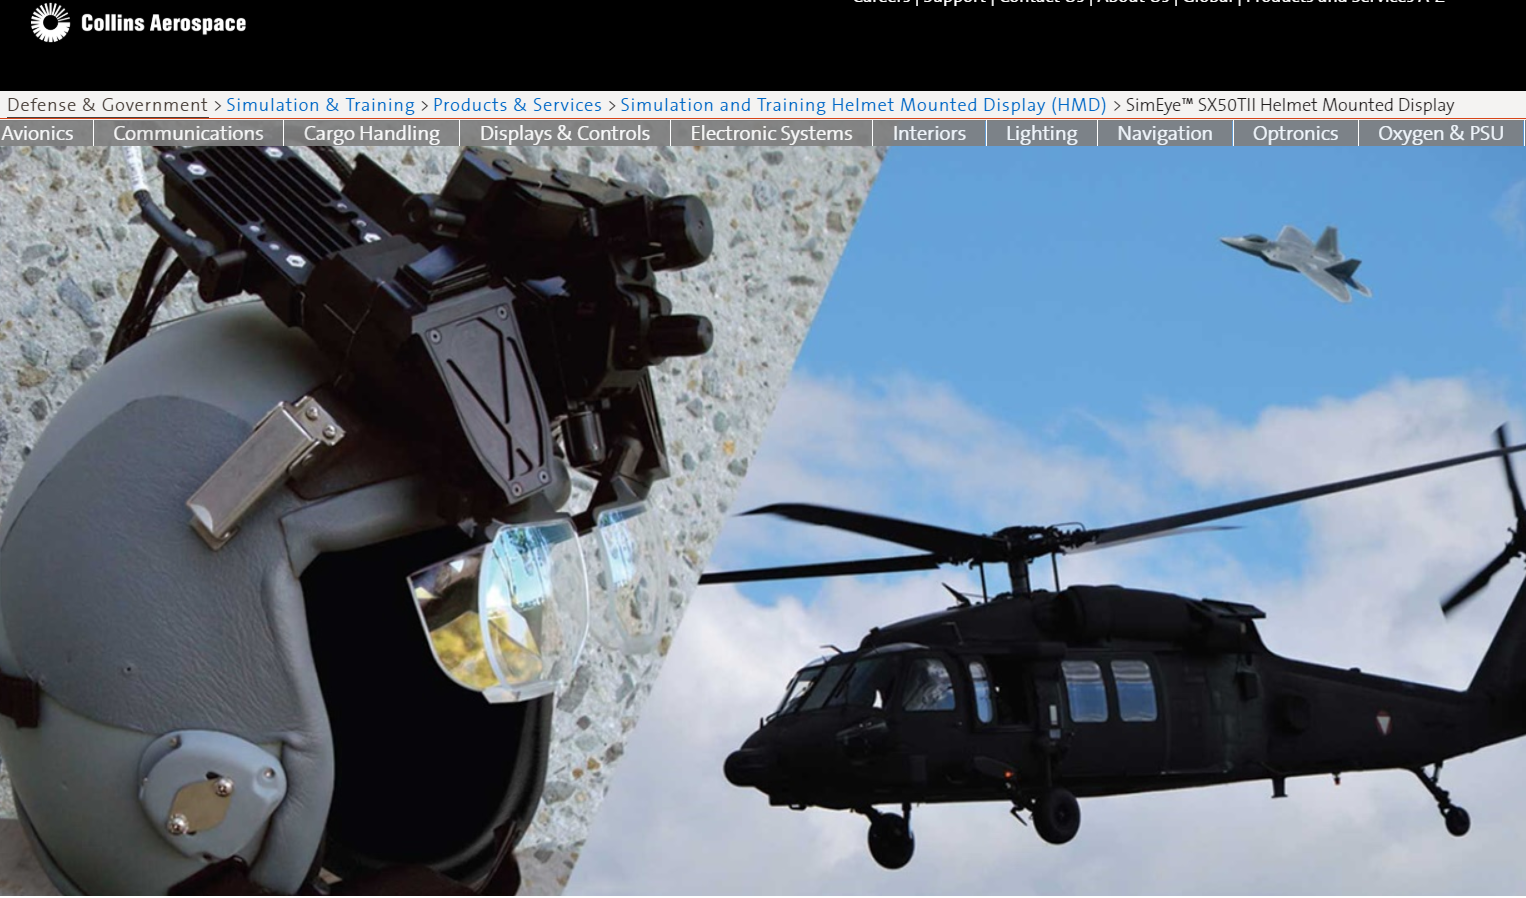 Careers | Support | Contact Us | About Us | Global | Products and Services A-Z
Collins Aerospace
Defense & Government > Simulation & Training > Products & Services > Simulation and Training Helmet Mounted Display (HMD) > SimEye™ SX50TII Helmet Mounted Display
Avionics | Communications | Cargo Handling | Displays & Controls | Electronic Systems | Interiors | Lighting | Navigation | Optronics | Oxygen & PSU